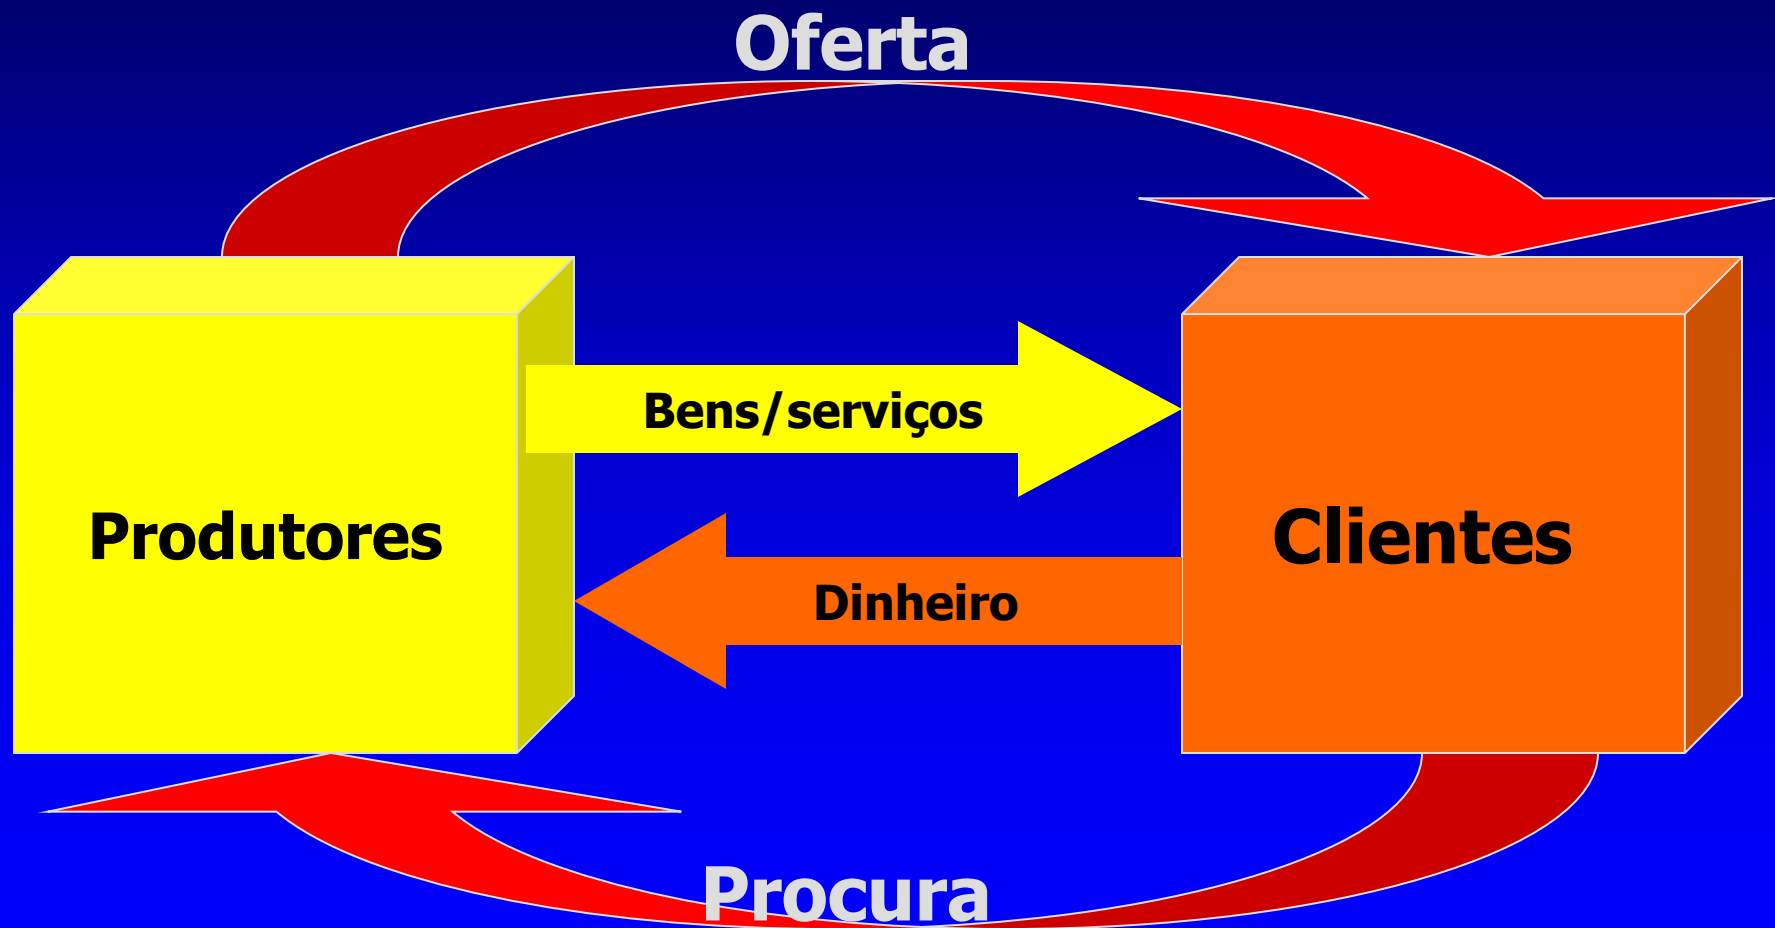 Oferta
Bens/serviços
Produtores
Clientes
Dinheiro
Procura